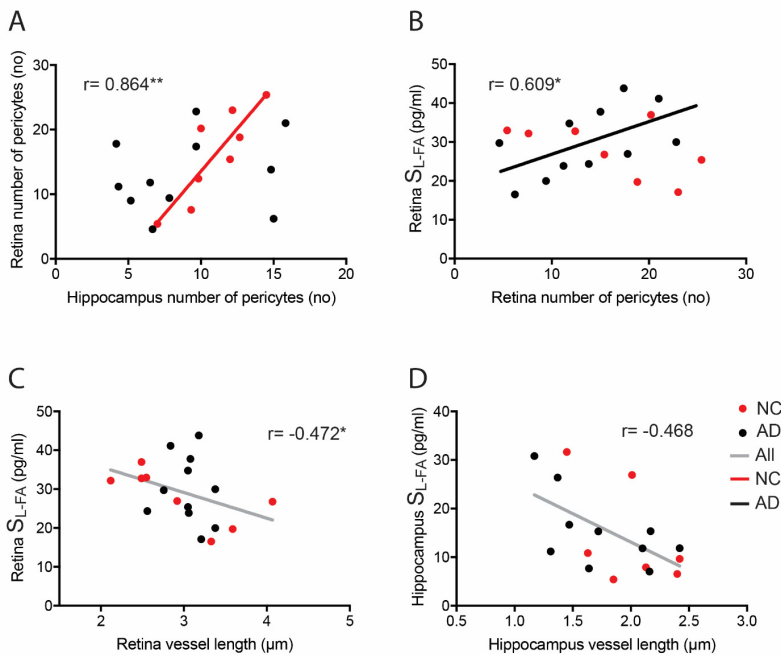 A
r= 0.864**
Retina number of pericytes (no)
30
20
10
0
0 5 10 15 20
Hippocampus number of pericytes (no)
B
r= 0.609*
Retina SL-FA (pg/ml)
50
40
30
20
10
0
0 10 20 30
Retina number of pericytes (no)
C
r= -0.472*
Retina SL-FA (pg/ml)
50
40
30
20
10
0
2 3 4 5
Retina vessel length (µm)
D
r= -0.468
Hippocampus SL-FA (pg/ml)
40
30
20
10
0
0.5 1.0 1.5 2.0 2.5 3.0
Hippocampus vessel length (µm)
NC
AD
All
NC
AD